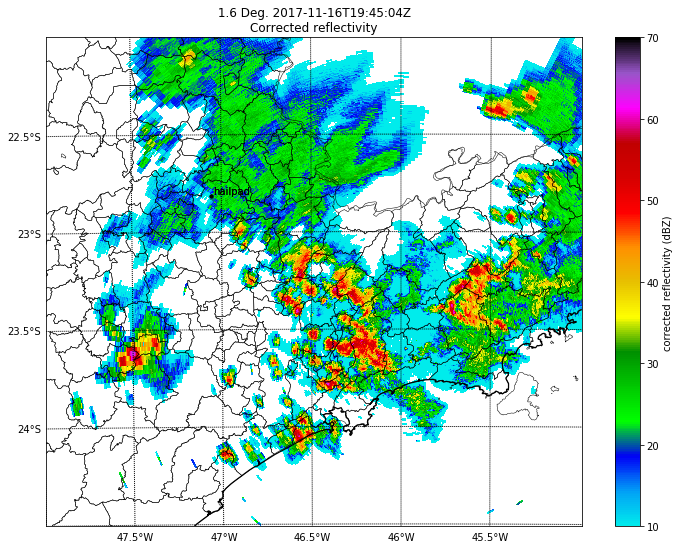 1.6 Deg. 2017-11-16T19:45:04Z
Corrected reflectivity
22.5°S
23°S
23.5°S
24°S
47.5°W
47°W
46.5°W
46°W
45.5°W
70
60
50
40
30
20
10
corrected reflectivity (dBZ)